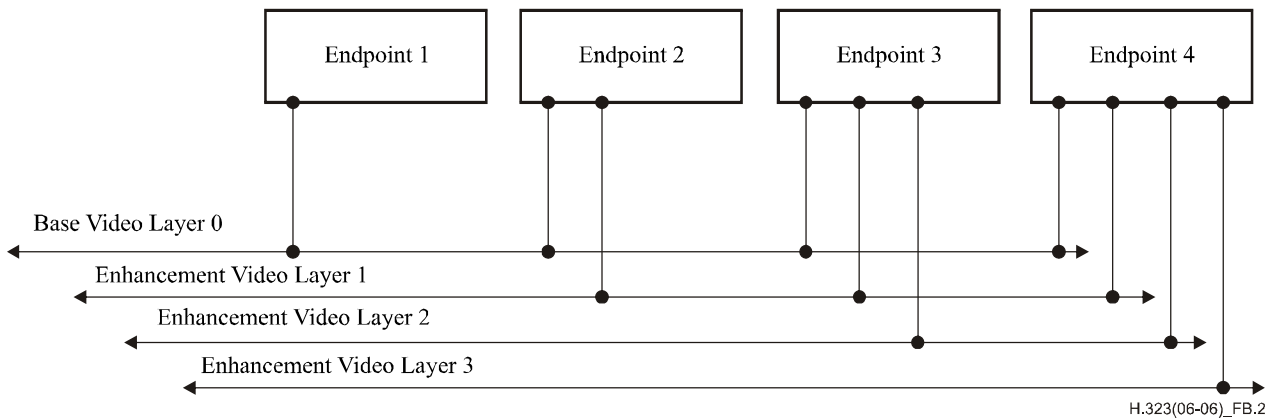 Endpoint 1
Endpoint 2
Endpoint 3
Endpoint 4
Base Video Layer 0
Enhancement Video Layer 1
Enhancement Video Layer 2
Enhancement Video Layer 3
H.323(06-06)_FB.2